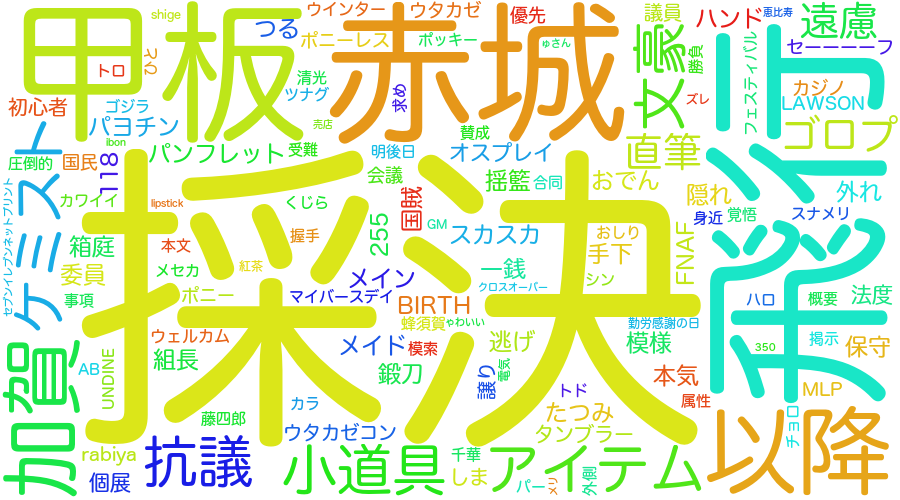 shige
ウインター
ウタカゼ
優先
議員
ハンド
恵比寿
遠慮
甲板
赤城
つる
ポニーレス
ポッキー
ゅさん
文豪
勝負
フェスティバル
セーーーーフ
トロ
清光
ツナグ
求め
ズレ
カジノ
LAWSON
初心者
ゴジラ
パヨチン
売店
賛成
飛行
ゴロプ
ibon
118
パンフレット
受難
明後日
オスプレイ
直筆
圧倒的
国民
会議
揺籃
合同
おでん
隠れ
外れ
ケミスト
セブンイレブンネットプリント
カワイイ
lipstick
くじら
国賊
身近
覚悟
スナメリ
採決
箱庭
本文
握手
255
GM
スカスカ
おしり
手下
FNAF
委員
メセカ
紅茶
メイン
一銭
シン
事項
ポニー
マイバースデイ
BIRTH
クロスオーバー
ハロ
概要
法度
加賀
ウェルカム
蜂須賀
ゃわいい
勤労感謝の日
掲示
AB
UNDINE
組長
メイド
模索
逃げ
模様
350
保守
鍛刀
譲り
電気
トド
本気
属性
MLP
藤四郎
カラ
たつみ
チョロ
rabiya
抗議
ウタカゼコン
タンブラー
以降
個展
小道具
千華
しま
アイテム
パー
メリ
外側